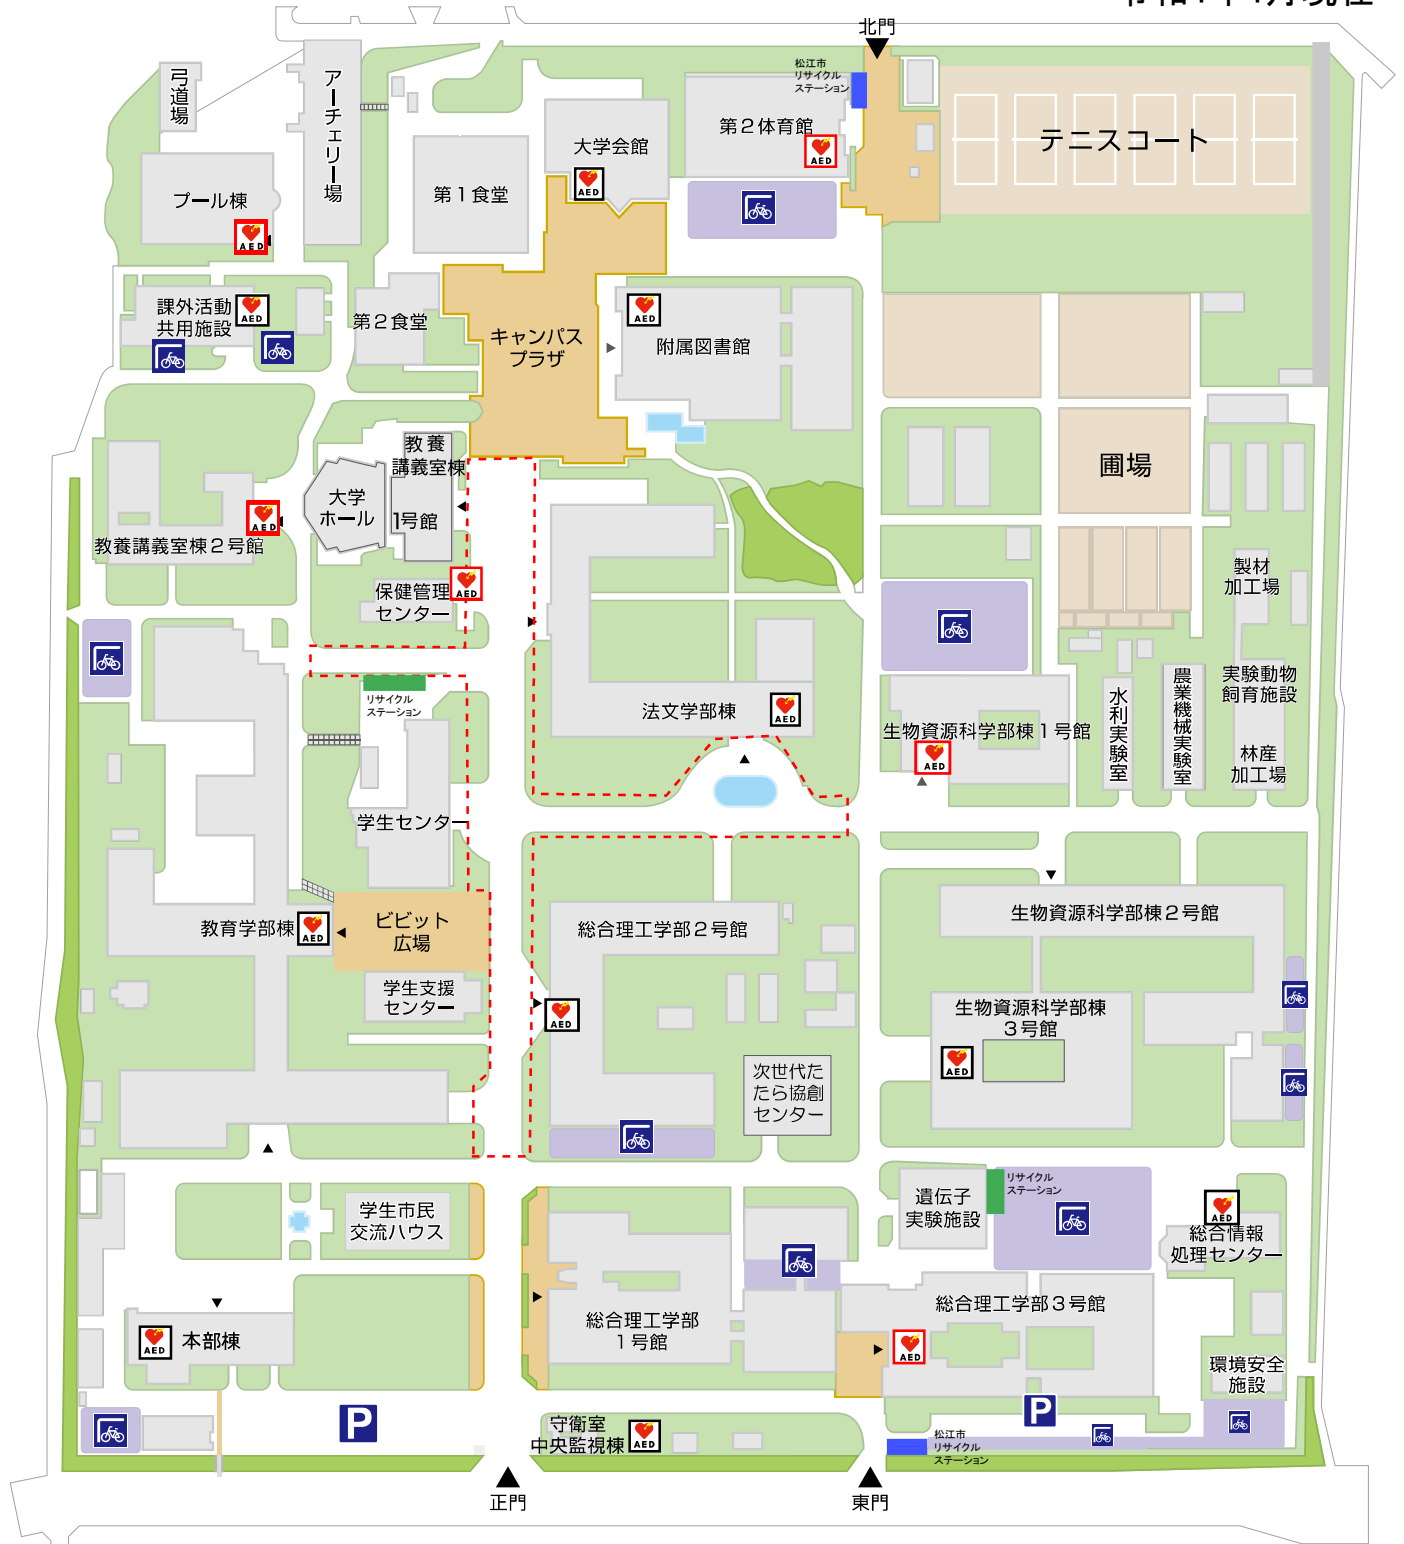 北門
松江市
リサイクル
ステーション
弓道場
アーチェリー場
大学会館
AED
第２体育館
AED
テニスコート
プール棟
AED
第１食堂
課外活動
共用施設
AED
第２食堂
キャンパス
プラザ
AED
附属図書館
教養
講義室棟
1号館
大学
ホール
AED
教養講義室棟２号館
圃場
保健管理
センター
AED
製材
加工場
リサイクル
ステーション
法文学部棟
AED
生物資源科学部棟１号館
AED
水利実験室
農業機械実験室
実験動物
飼育施設
林産
加工場
学生センター
教育学部棟
AED
ビビット
広場
総合理工学部２号館
生物資源科学部棟２号館
学生支援
センター
AED
生物資源科学部棟
３号館
AED
次世代た
たら協創
センター
学生市民
交流ハウス
遺伝子
実験施設
リサイクル
ステーション
AED
総合情報
処理センター
本部棟
AED
総合理工学部
１号館
総合理工学部３号館
AED
環境安全
施設
P
P
守衛室
中央監視棟
AED
松江市
リサイクル
ステーション
正門
東門